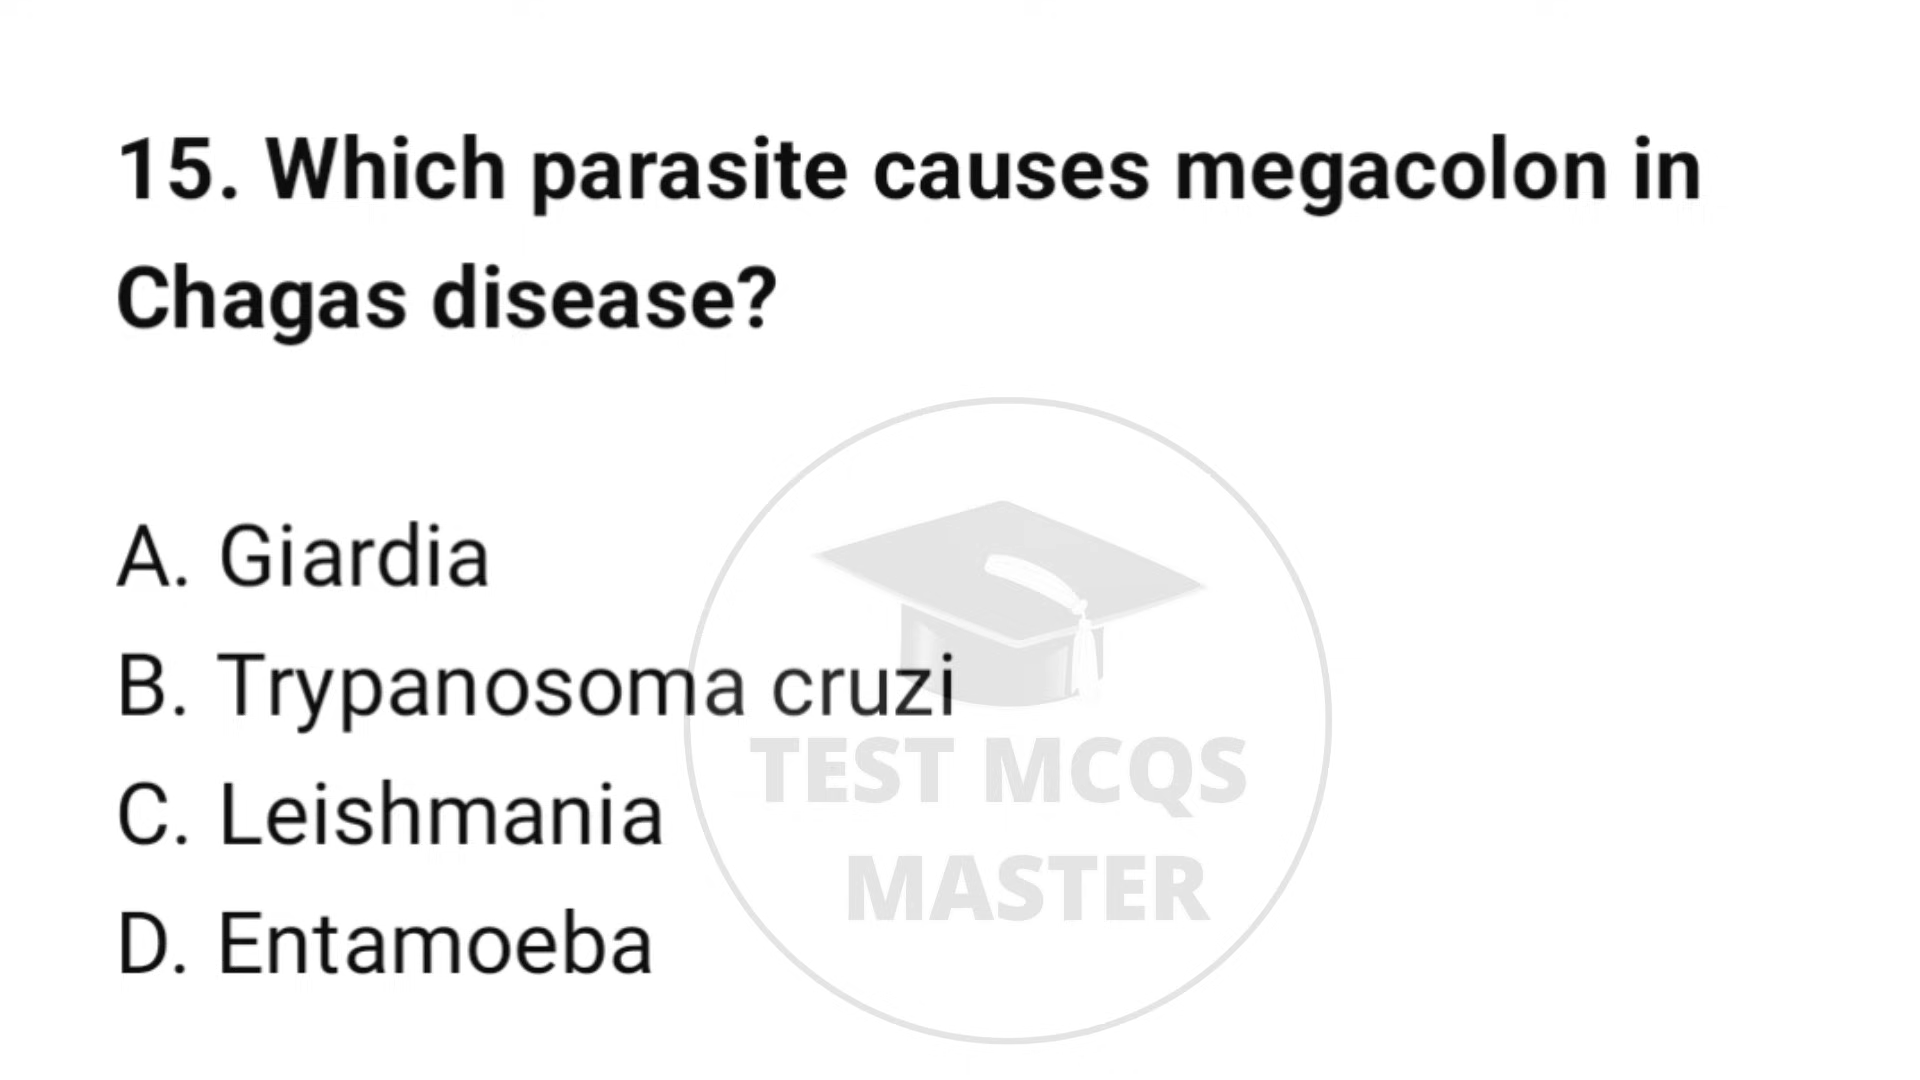 15. Which parasite causes megacolon in
Chagas disease?
A. Giardia
B. Trypanosoma cruzi
C. Leishmania
D. Entamoeba
TEST MCQS
MASTER